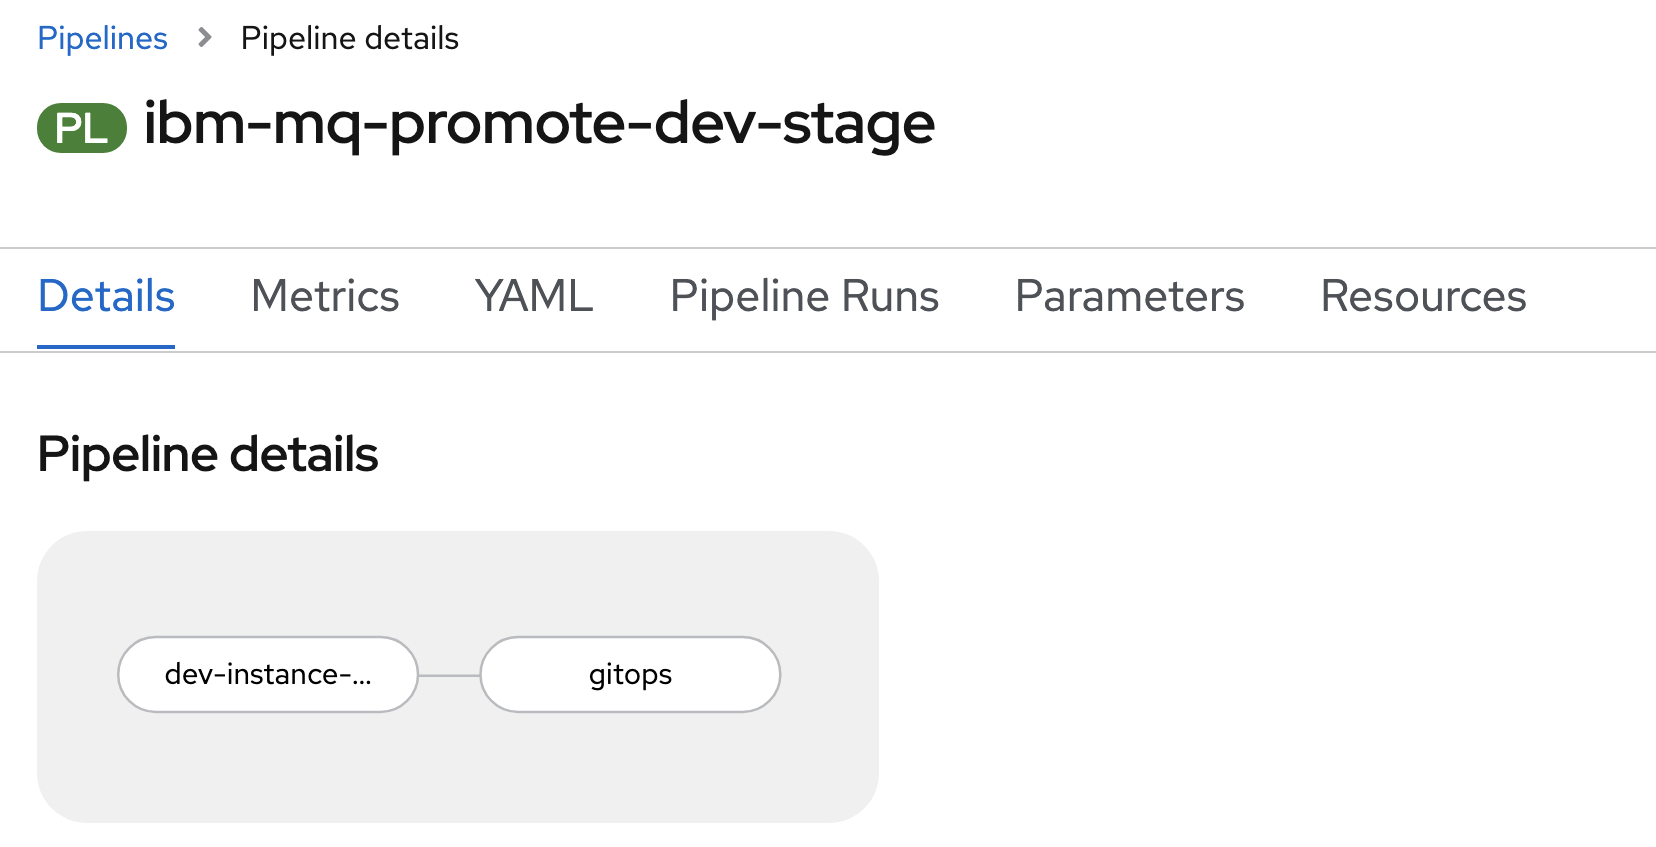 Pipelines > Pipeline details
PL ibm-mq-promote-dev-stage
Details Metrics YAML Pipeline Runs Parameters Resources
Pipeline details
dev-instance-... gitops